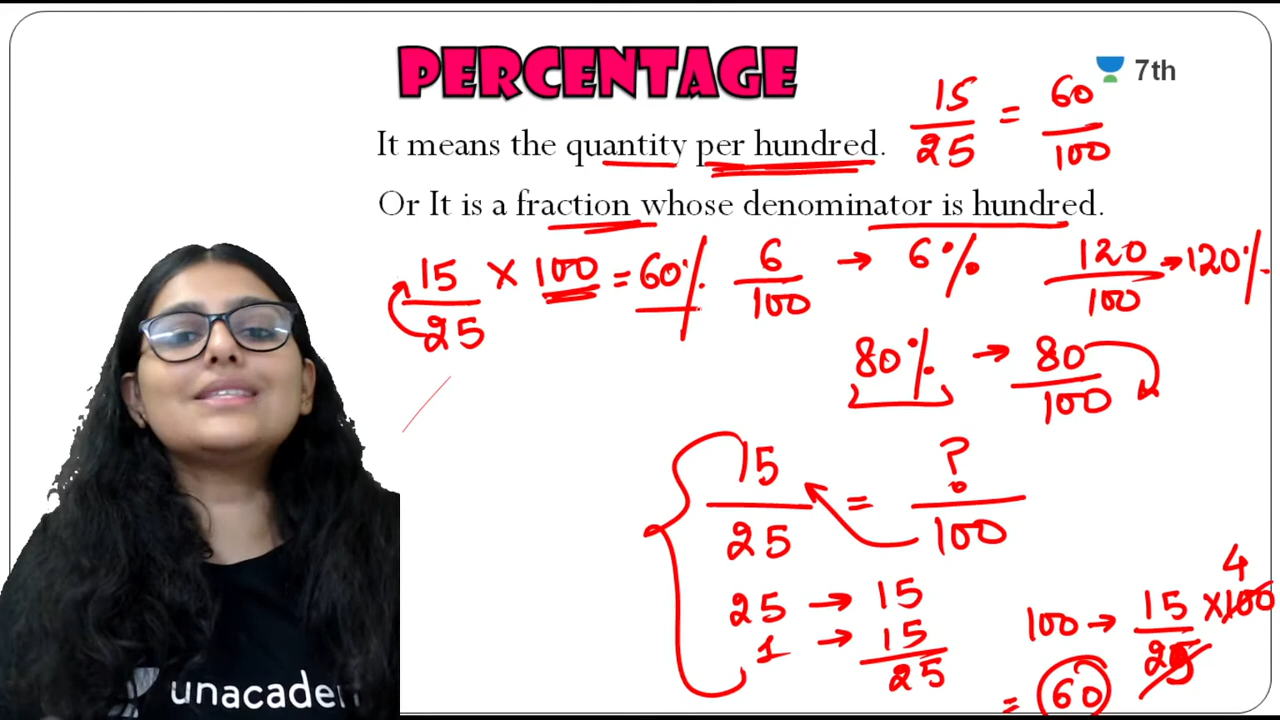 PERCENTAGE
7th
It means the quantity per hundred.
15/25 = 60/100
Or It is a fraction whose denominator is hundred.
15/25 × 100 = 60%
6/100 → 6%
120/100 → 120%
80% → 80/100
15/25 = ?/100
25 → 15
1 → 15/25
100 → 15/25 × 100 4
= 60
unacadem